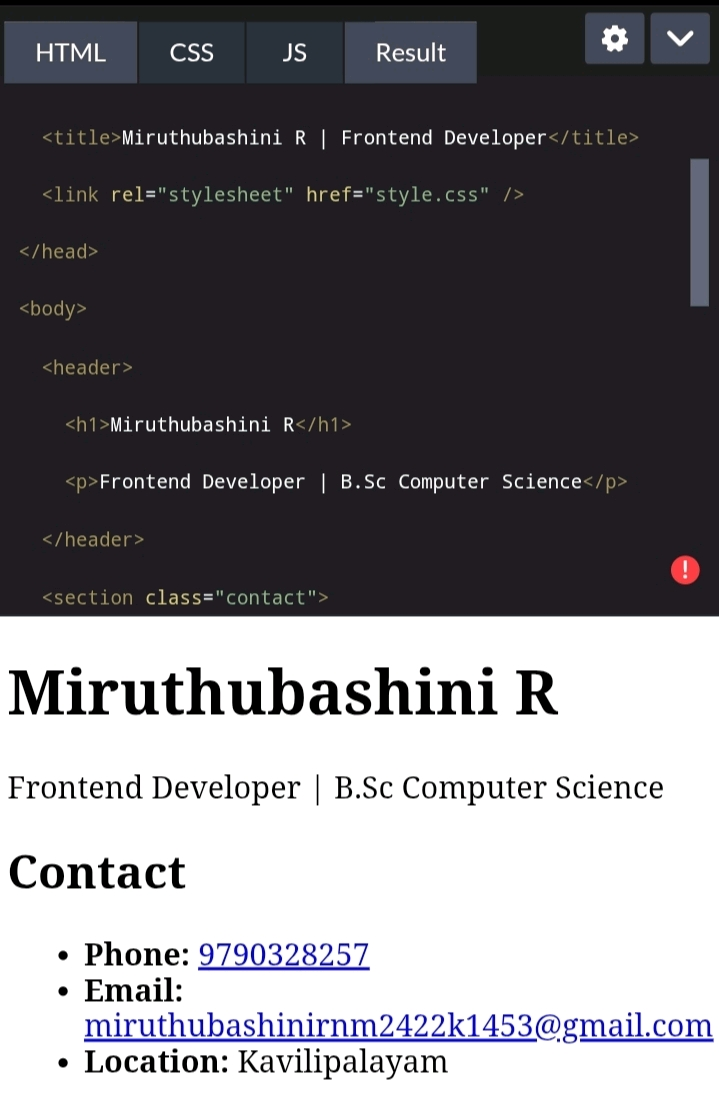 HTML CSS JS Result
<title>Miruthubashini R | Frontend Developer</title>
<link rel="stylesheet" href="style.css" />
</head>
<body>
<header>
<h1>Miruthubashini R</h1>
<p>Frontend Developer | B.Sc Computer Science</p>
</header>
<section class="contact">
!
Miruthubashini R
Frontend Developer | B.Sc Computer Science
Contact
• Phone: 9790328257
• Email:
miruthubashinirnm2422k1453@gmail.com
• Location: Kavilipalayam